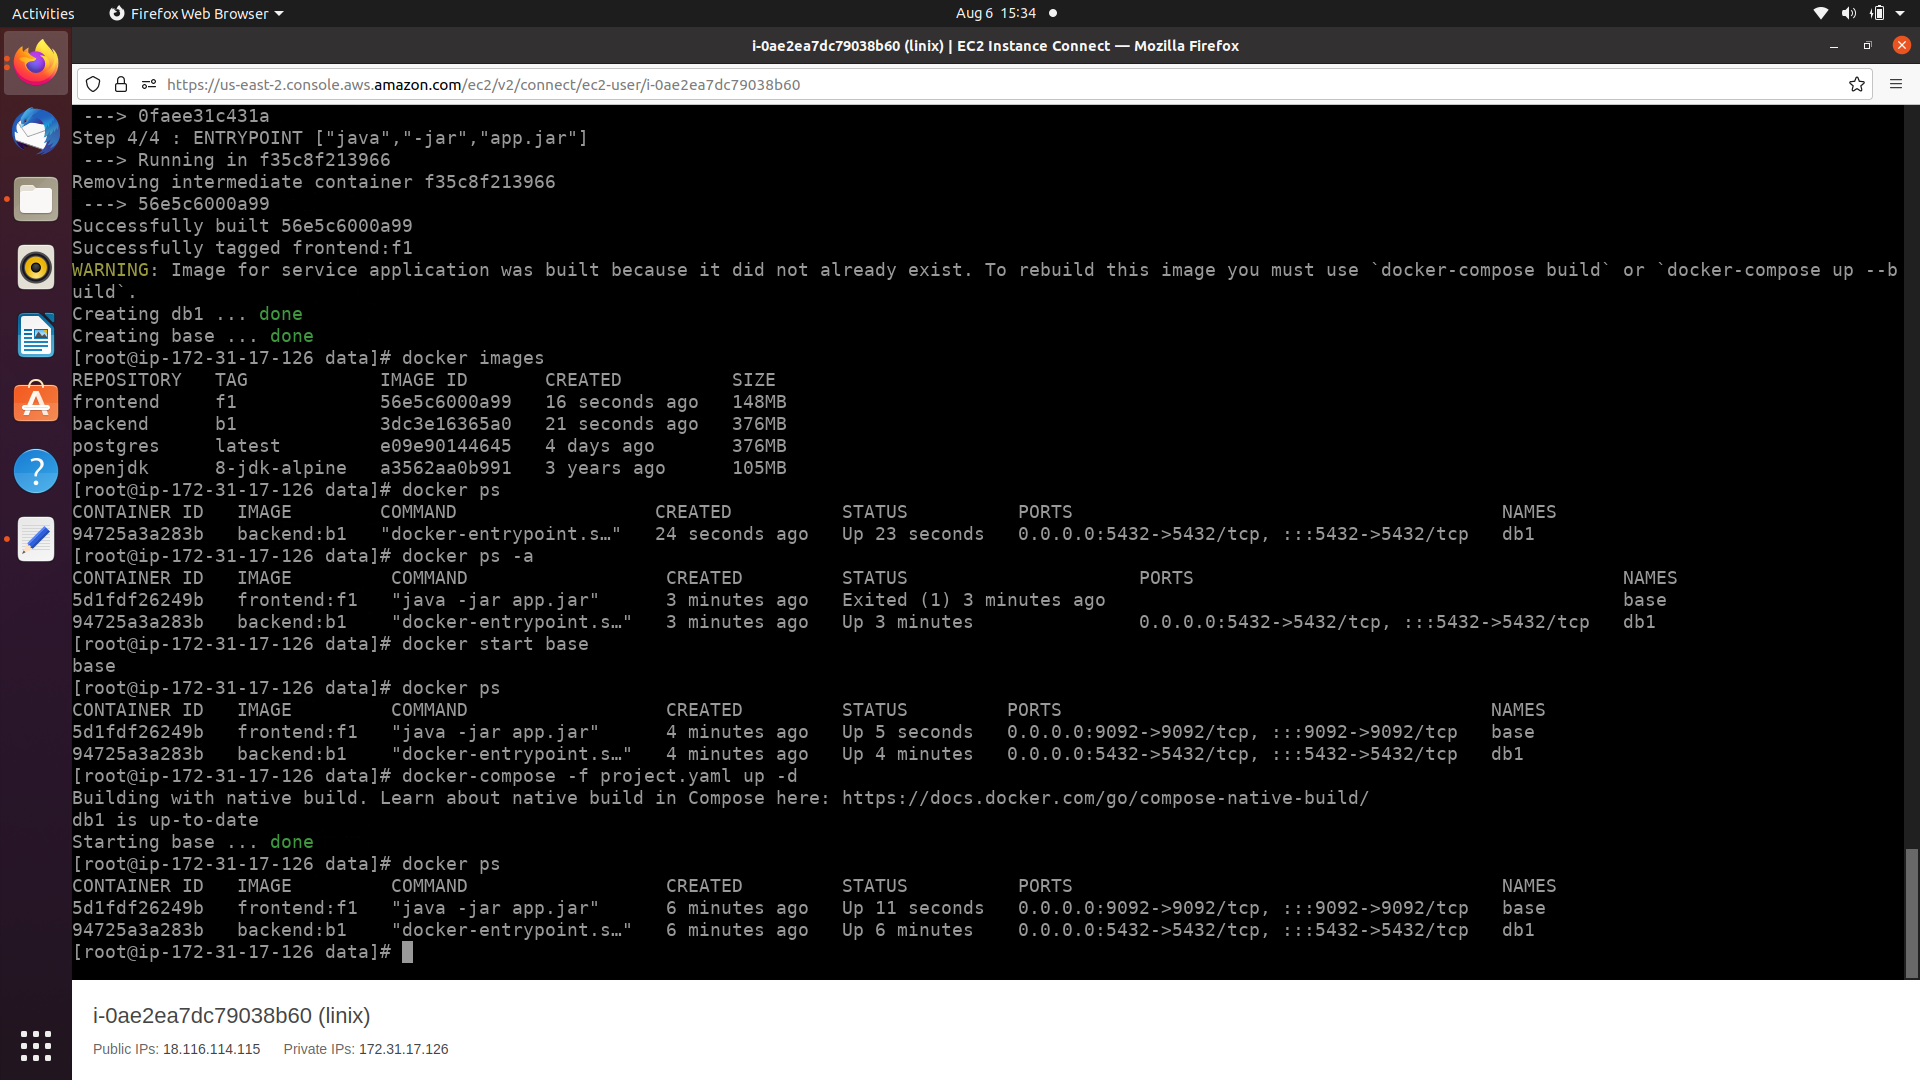 Activities
Firefox Web Browser
Aug 6 15:34
i-0ae2ea7dc79038b60 (linix) | EC2 Instance Connect — Mozilla Firefox
https://us-east-2.console.aws.amazon.com/ec2/v2/connect/ec2-user/i-0ae2ea7dc79038b60
---> 0faee31c431a
Step 4/4 : ENTRYPOINT ["java","-jar","app.jar"]
---> Running in f35c8f213966
Removing intermediate container f35c8f213966
---> 56e5c6000a99
Successfully built 56e5c6000a99
Successfully tagged frontend:f1
WARNING: Image for service application was built because it did not already exist. To rebuild this image you must use `docker-compose build` or `docker-compose up --b
uild`.
Creating db1 ... done
Creating base ... done
[root@ip-172-31-17-126 data]# docker images
REPOSITORY   TAG            IMAGE ID       CREATED          SIZE
frontend     f1             56e5c6000a99   16 seconds ago   148MB
backend      b1             3dc3e16365a0   21 seconds ago   376MB
postgres     latest         e09e90144645   4 days ago       376MB
openjdk      8-jdk-alpine   a3562aa0b991   3 years ago      105MB
[root@ip-172-31-17-126 data]# docker ps
CONTAINER ID   IMAGE        COMMAND                  CREATED          STATUS          PORTS                                       NAMES
94725a3a283b   backend:b1   "docker-entrypoint.s…"   24 seconds ago   Up 23 seconds   0.0.0.0:5432->5432/tcp, :::5432->5432/tcp   db1
[root@ip-172-31-17-126 data]# docker ps -a
CONTAINER ID   IMAGE         COMMAND                  CREATED         STATUS                     PORTS                                       NAMES
5d1fdf26249b   frontend:f1   "java -jar app.jar"      3 minutes ago   Exited (1) 3 minutes ago                                               base
94725a3a283b   backend:b1    "docker-entrypoint.s…"   3 minutes ago   Up 3 minutes               0.0.0.0:5432->5432/tcp, :::5432->5432/tcp   db1
[root@ip-172-31-17-126 data]# docker start base
base
[root@ip-172-31-17-126 data]# docker ps
CONTAINER ID   IMAGE         COMMAND                  CREATED         STATUS         PORTS                                       NAMES
5d1fdf26249b   frontend:f1   "java -jar app.jar"      4 minutes ago   Up 5 seconds   0.0.0.0:9092->9092/tcp, :::9092->9092/tcp   base
94725a3a283b   backend:b1    "docker-entrypoint.s…"   4 minutes ago   Up 4 minutes   0.0.0.0:5432->5432/tcp, :::5432->5432/tcp   db1
[root@ip-172-31-17-126 data]# docker-compose -f project.yaml up -d
Building with native build. Learn about native build in Compose here: https://docs.docker.com/go/compose-native-build/
db1 is up-to-date
Starting base ... done
[root@ip-172-31-17-126 data]# docker ps
CONTAINER ID   IMAGE         COMMAND                  CREATED         STATUS          PORTS                                       NAMES
5d1fdf26249b   frontend:f1   "java -jar app.jar"      6 minutes ago   Up 11 seconds   0.0.0.0:9092->9092/tcp, :::9092->9092/tcp   base
94725a3a283b   backend:b1    "docker-entrypoint.s…"   6 minutes ago   Up 6 minutes    0.0.0.0:5432->5432/tcp, :::5432->5432/tcp   db1
[root@ip-172-31-17-126 data]#
i-0ae2ea7dc79038b60 (linix)
Public IPs: 18.116.114.115   Private IPs: 172.31.17.126